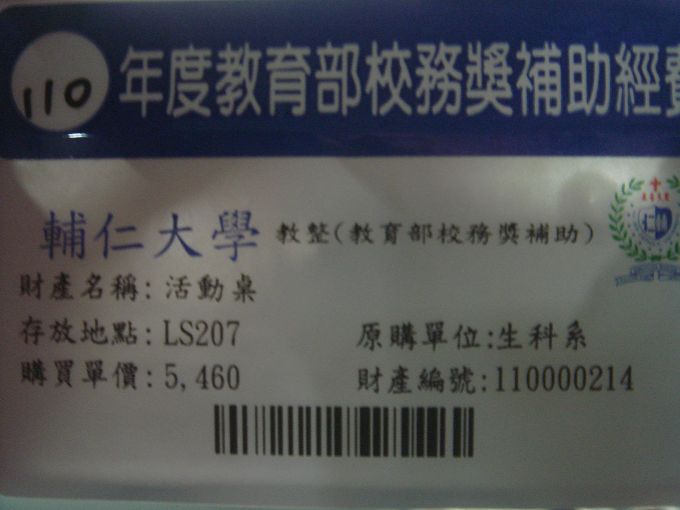 110 年度教育部校務獎補助經費
輔仁大學 教整(教育部校務獎補助)
財產名稱: 活動桌
存放地點: LS207 原購單位:生科系
購買單價: 5,460 財產編號:110000214